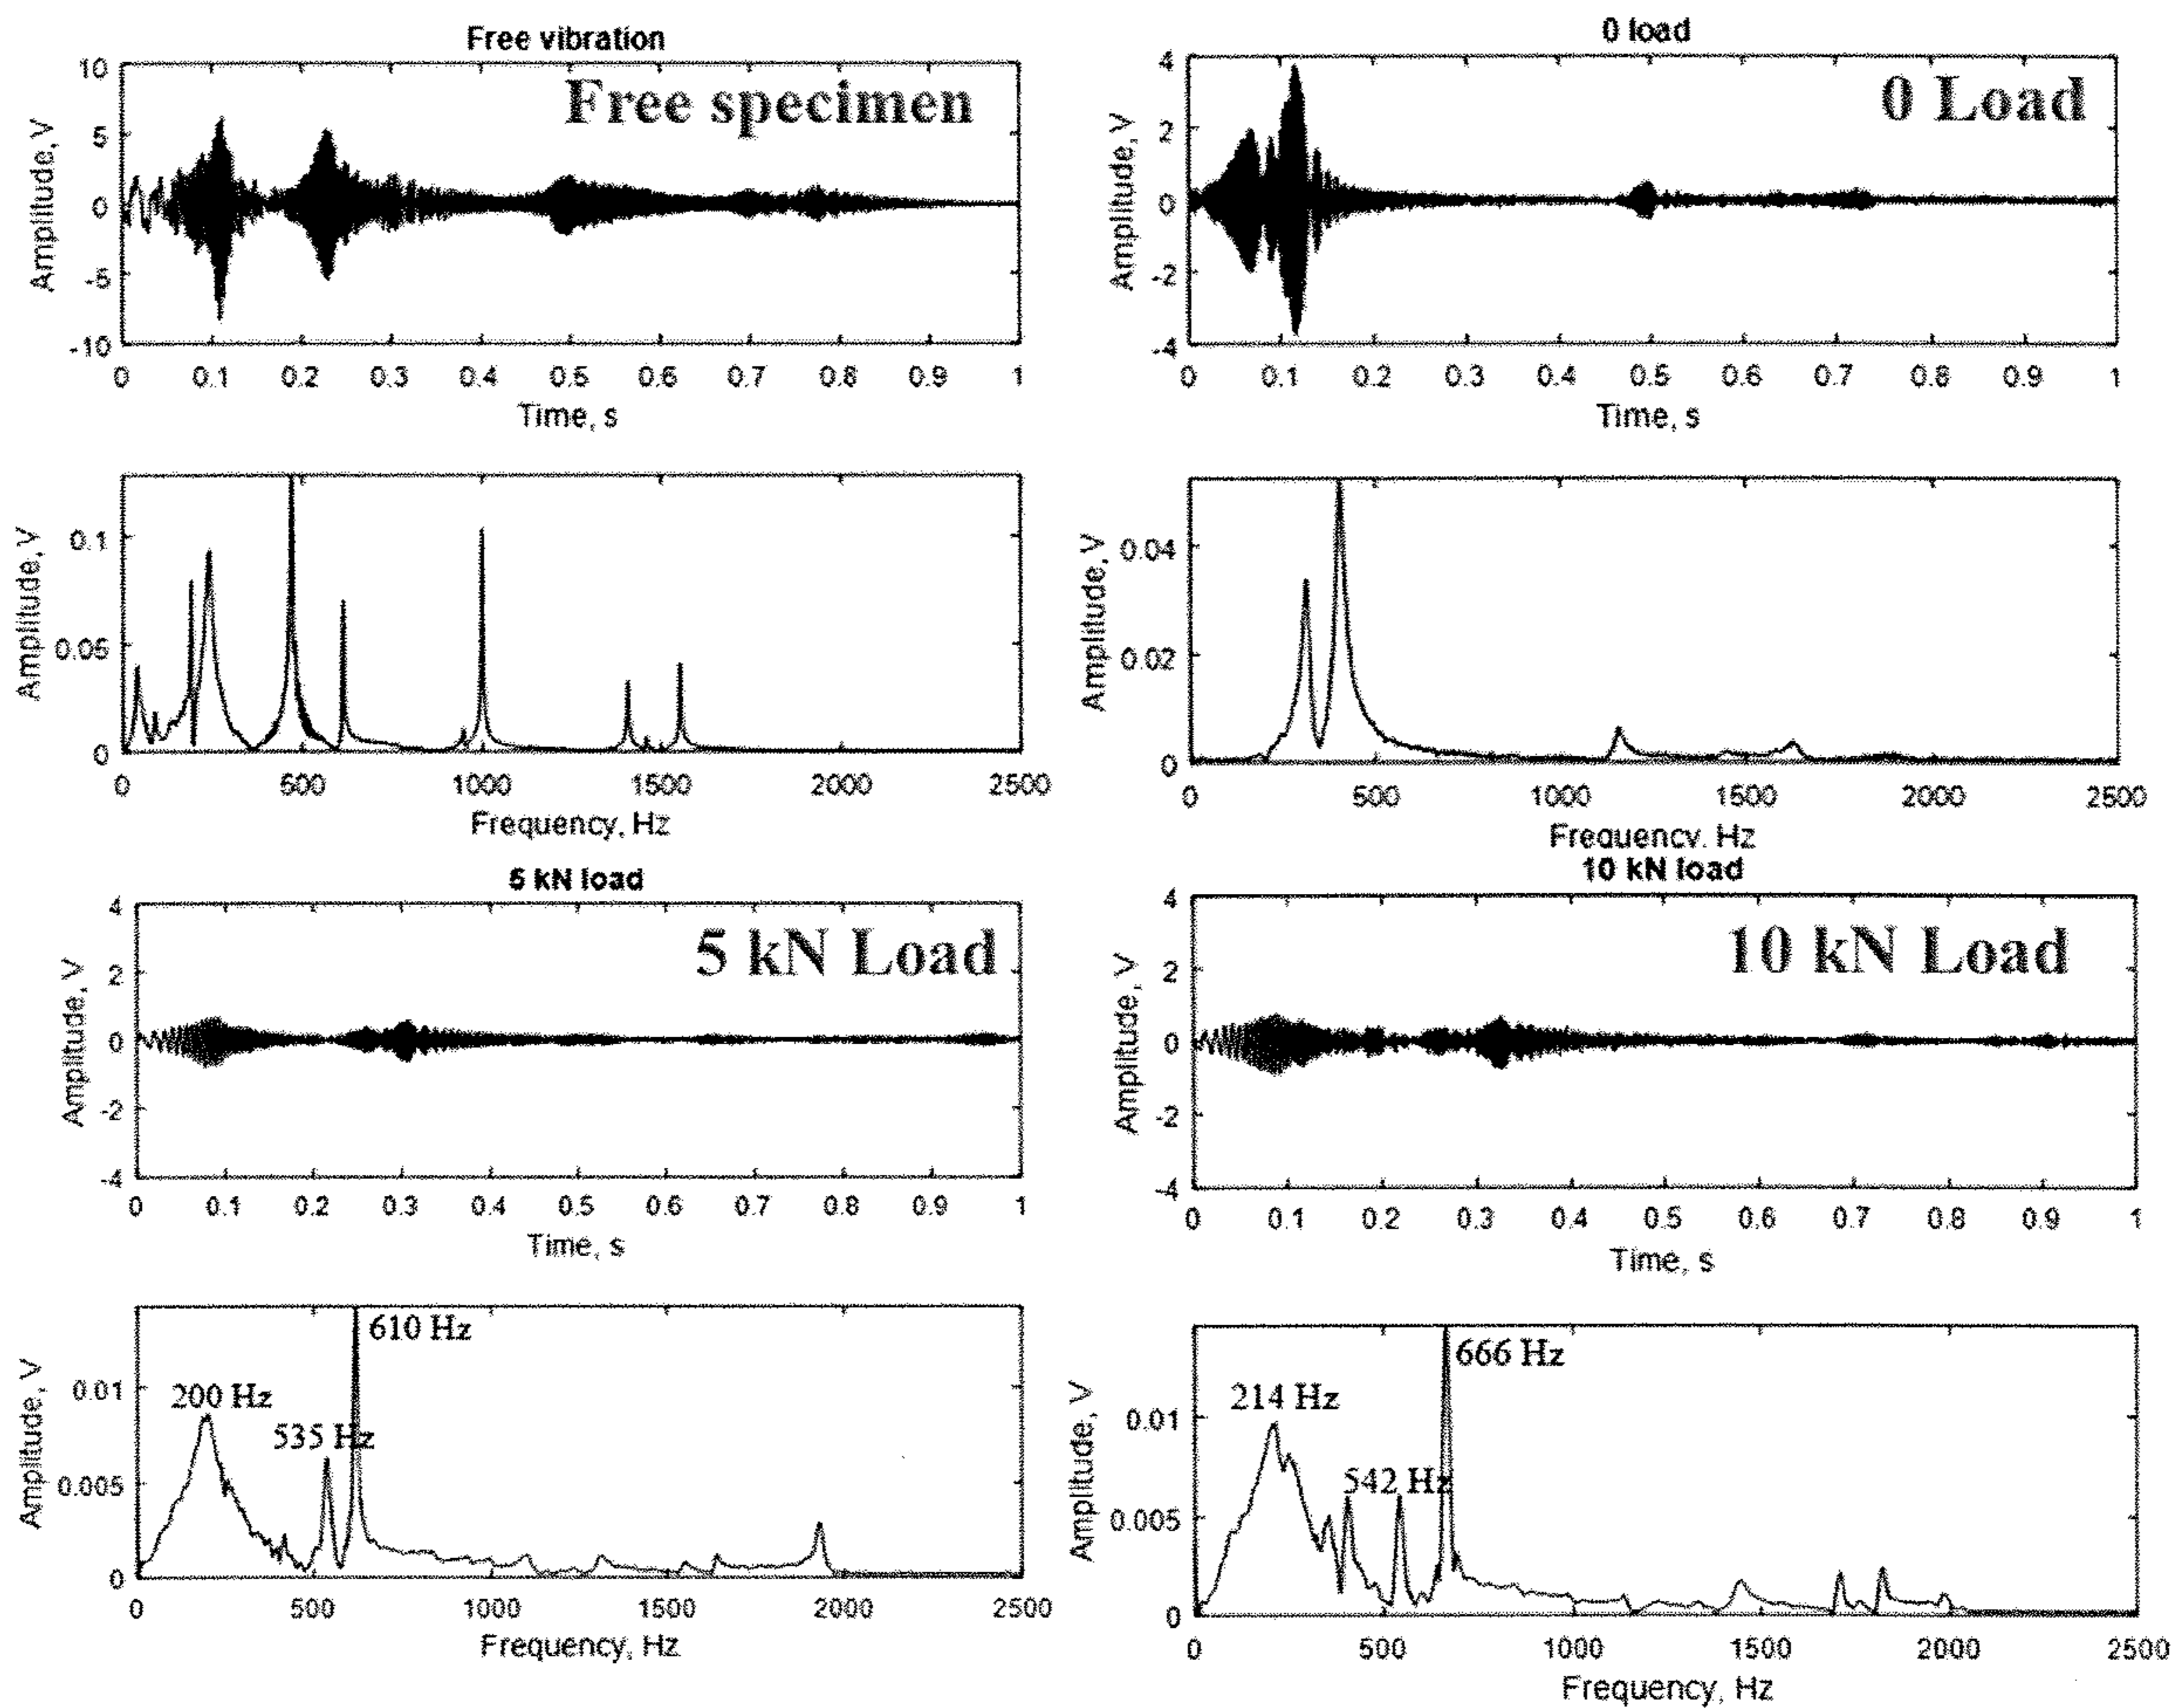 Free vibration
Free specimen
Amplitude, V
10
5
0
-5
-10
0 0.1 0.2 0.3 0.4 0.5 0.6 0.7 0.8 0.9 1
Time, s
0 load
0 Load
Amplitude, V
4
2
0
-2
-4
0 0.1 0.2 0.3 0.4 0.5 0.6 0.7 0.8 0.9 1
Time, s
Amplitude, V
0.1
0.05
0
0 500 1000 1500 2000 2500
Frequency, Hz
Amplitude, V
0.04
0.02
0
0 500 1000 1500 2000 2500
Frequency, Hz
5 kN load
5 kN Load
Amplitude, V
4
2
0
-2
-4
0 0.1 0.2 0.3 0.4 0.5 0.6 0.7 0.8 0.9 1
Time, s
10 kN load
10 kN Load
Amplitude, V
4
2
0
-2
-4
0 0.1 0.2 0.3 0.4 0.5 0.6 0.7 0.8 0.9 1
Time, s
610 Hz
200 Hz
535 Hz
Amplitude, V
0.01
0.005
0
0 500 1000 1500 2000 2500
Frequency, Hz
666 Hz
214 Hz
542 Hz
Amplitude, V
0.01
0.005
0
0 500 1000 1500 2000 2500
Frequency, Hz